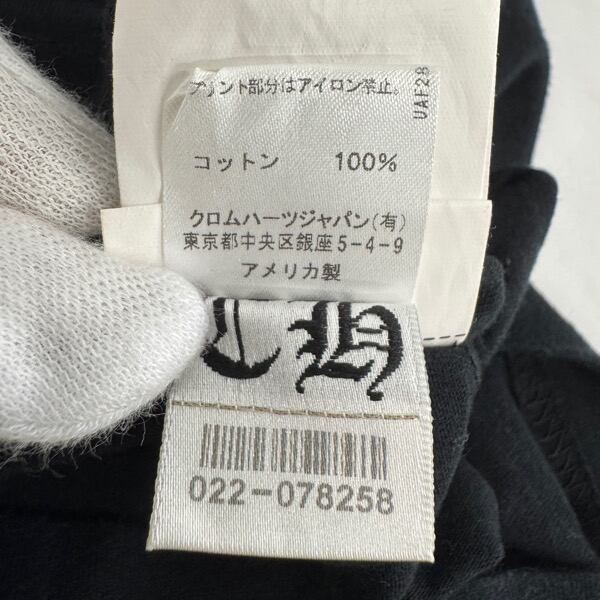 プリント部分はアイロン禁止。
UAF28
コットン 100%
クロムハーツジャパン(有)
東京都中央区銀座5-4-9
アメリカ製
CH
022-078258